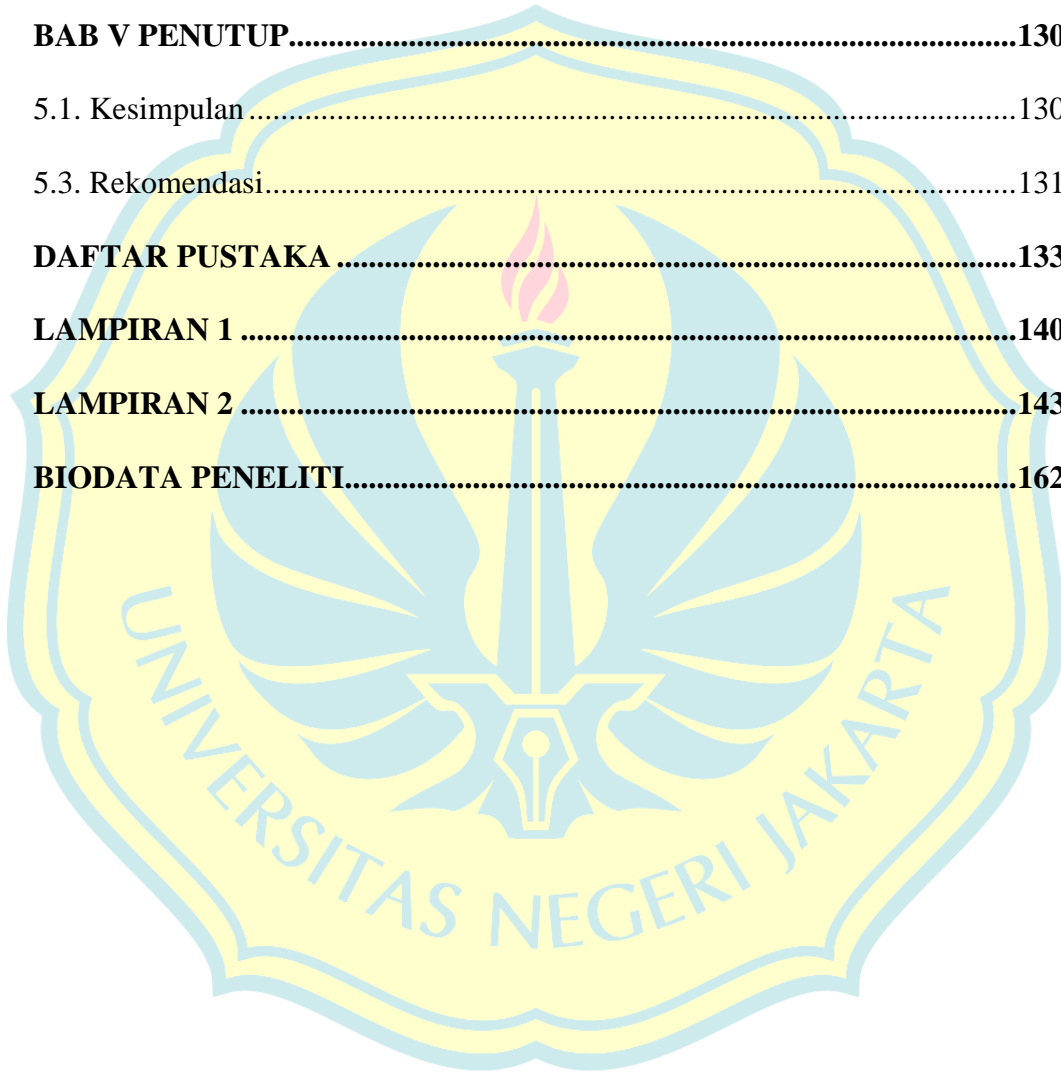 BAB V PENUTUP..........................................................................................130
5.1. Kesimpulan...............................................................................................130
5.3. Rekomendasi.............................................................................................131
DAFTAR PUSTAKA ....................................................................................133
LAMPIRAN 1 ................................................................................................140
LAMPIRAN 2 ................................................................................................143
BIODATA PENELITI...................................................................................162
UNIVERSITAS NEGERI JAKARTA